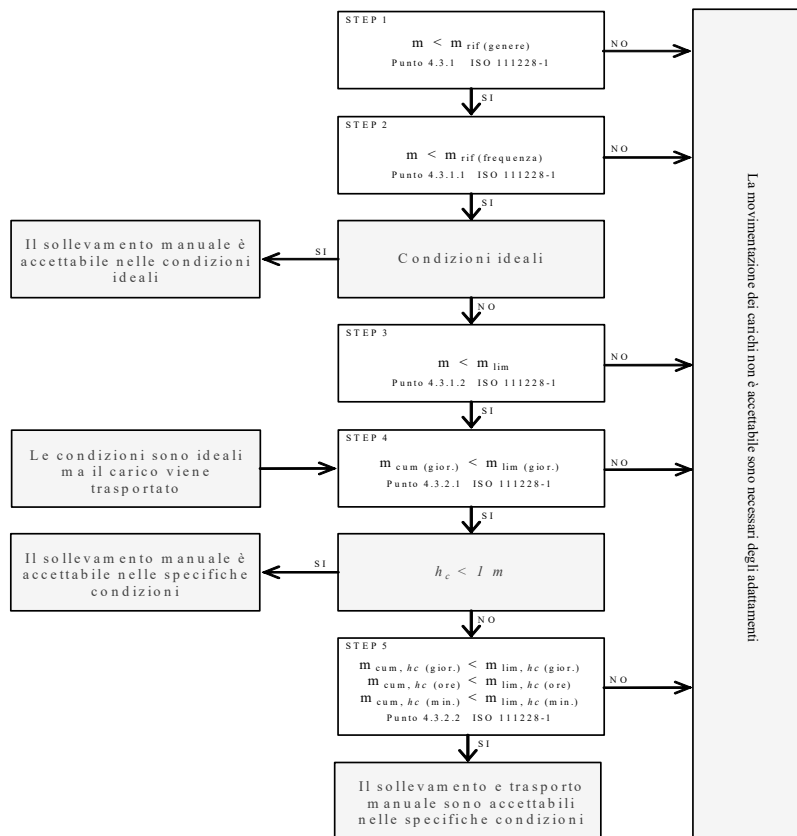 STEP 1
m < m rif (genere)
Punto 4.3.1 ISO 111228-1
NO
SI
STEP 2
m < m rif (frequenza)
Punto 4.3.1.1 ISO 111228-1
NO
SI
Il sollevamento manuale è
accettabile nelle condizioni
ideali
SI
Condizioni ideali
NO
STEP 3
m < m lim
Punto 4.3.1.2 ISO 111228-1
NO
SI
Le condizioni sono ideali
ma il carico viene
trasportato
STEP 4
m cum (gior.) < m lim (gior.)
Punto 4.3.2.1 ISO 111228-1
NO
SI
Il sollevamento manuale è
accettabile nelle specifiche
condizioni
SI
h c < 1 m
NO
STEP 5
m cum, hc (gior.) < m lim, hc (gior.)
m cum, hc (ore) < m lim, hc (ore)
m cum, hc (min.) < m lim, hc (min.)
Punto 4.3.2.2 ISO 111228-1
NO
SI
Il sollevamento e trasporto
manuale sono accettabili
nelle specifiche condizioni
La movimentazione dei carichi non è accettabile sono necessari degli adattamenti